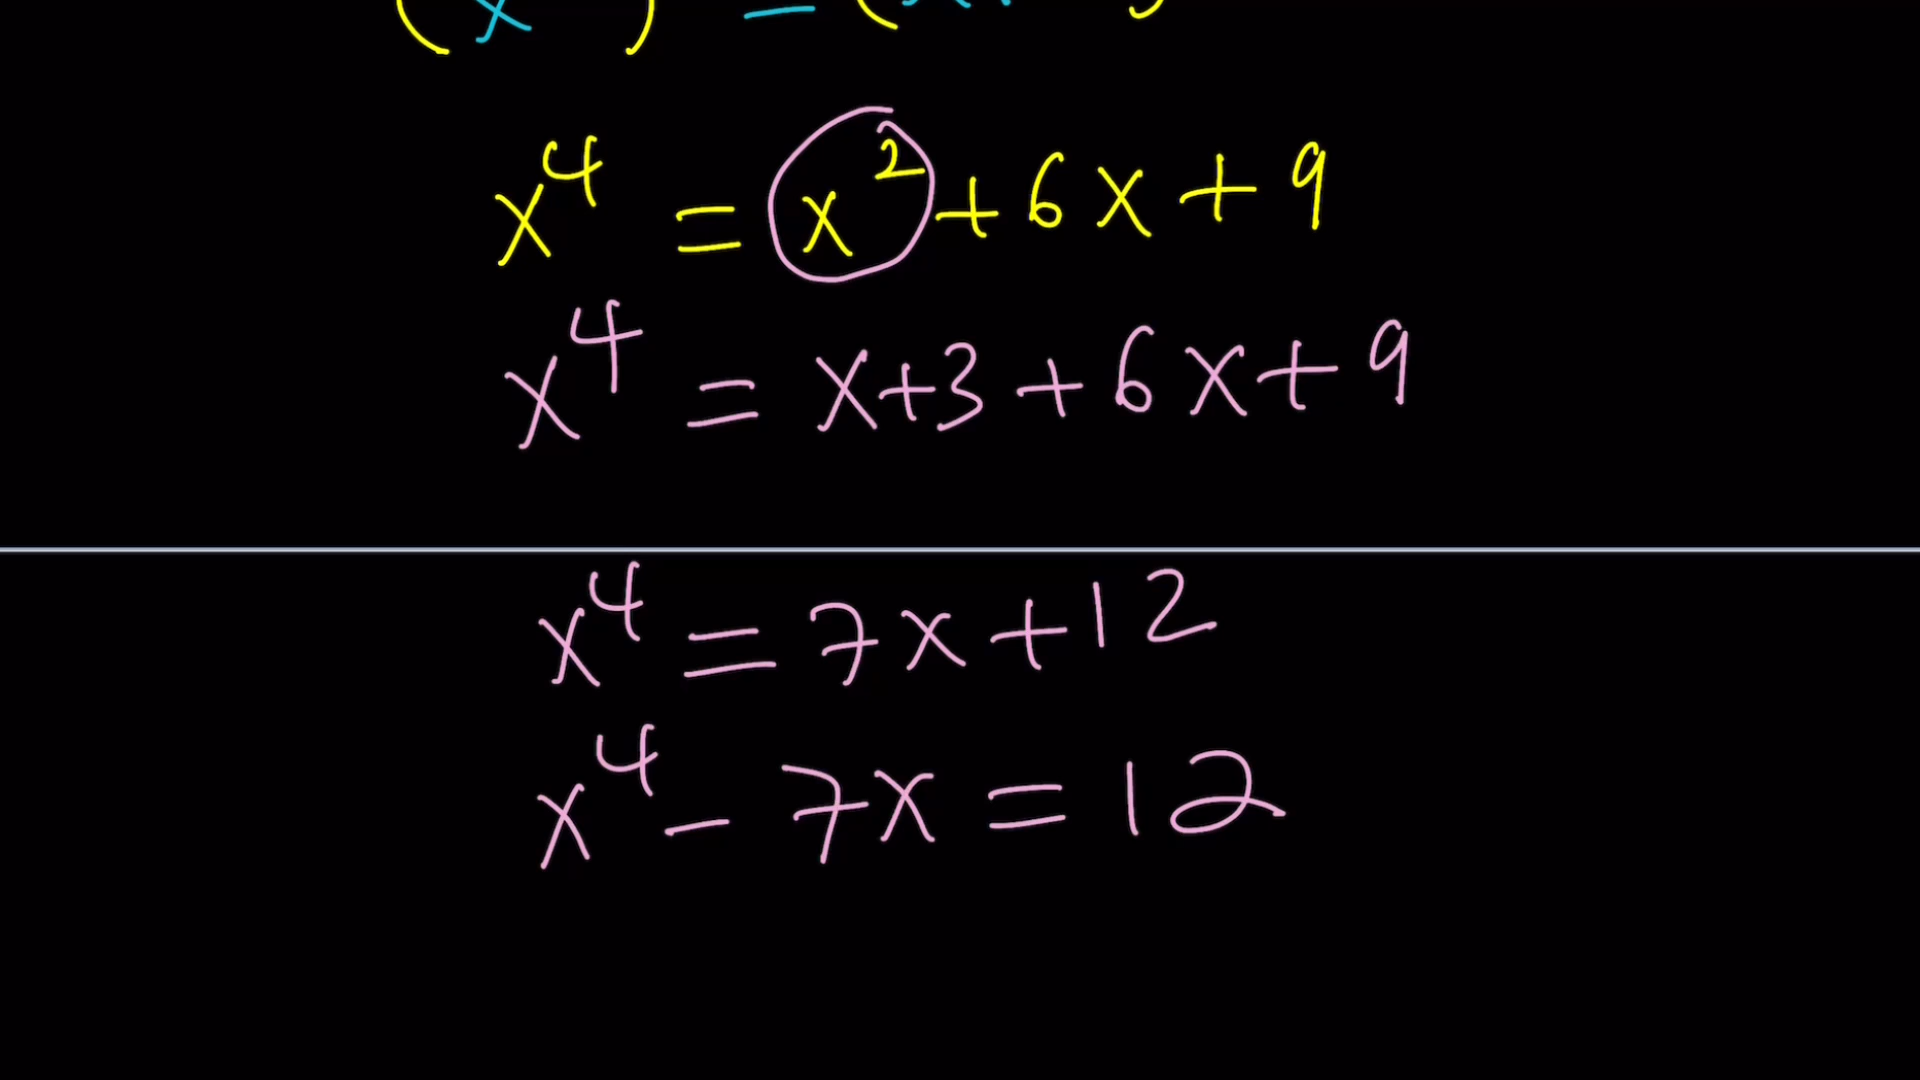 x⁴ = x² + 6x + 9
x⁴ = x+3 + 6x + 9
x⁴ = 7x + 12
x⁴ - 7x = 12